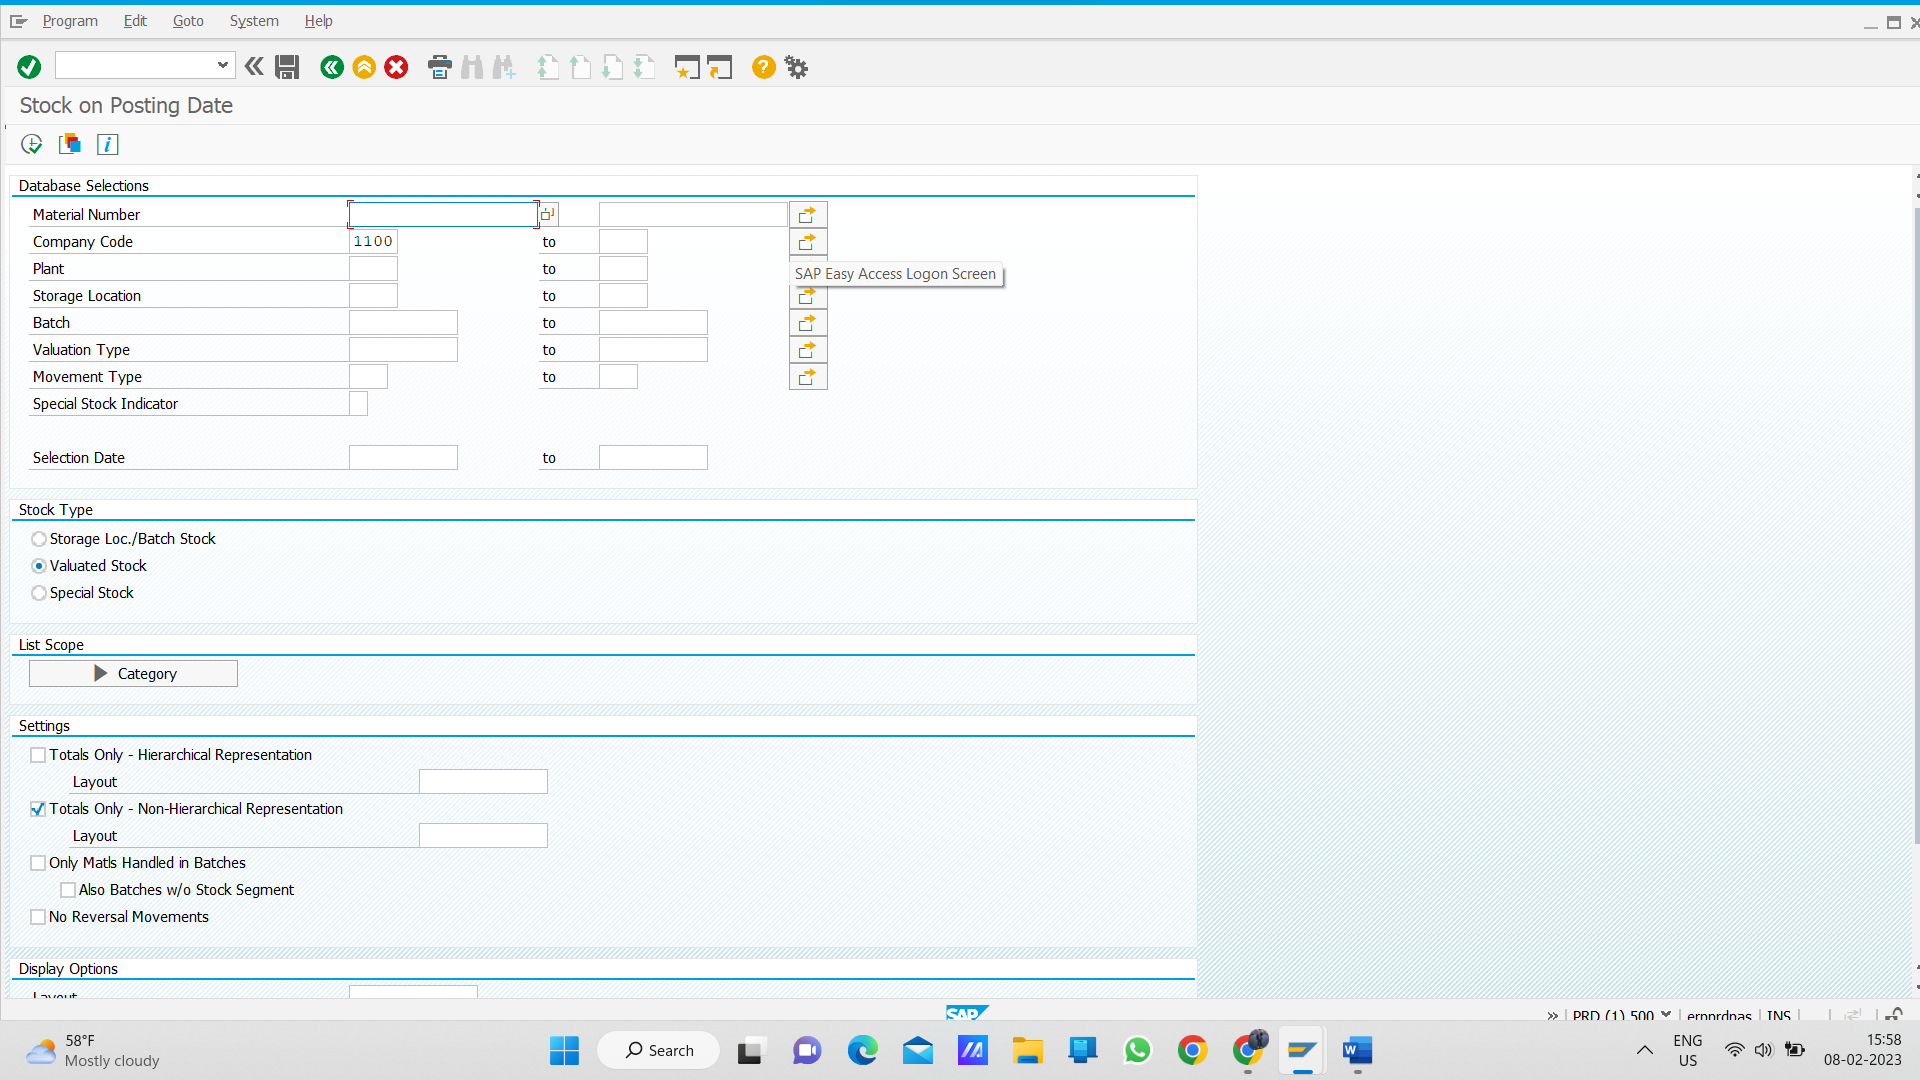 Program Edit Goto System Help
Stock on Posting Date
Database Selections
Material Number
Company Code 1100 to
Plant to
SAP Easy Access Logon Screen
Storage Location to
Batch to
Valuation Type to
Movement Type to
Special Stock Indicator
Selection Date to
Stock Type
Storage Loc./Batch Stock
Valuated Stock
Special Stock
List Scope
Category
Settings
Totals Only - Hierarchical Representation
Layout
Totals Only - Non-Hierarchical Representation
Layout
Only Matls Handled in Batches
Also Batches w/o Stock Segment
No Reversal Movements
Display Options
Layout
SAP
PRD (1) 500 erpprdpas INS
58°F
Mostly cloudy
Search
ENG
US
15:58
08-02-2023